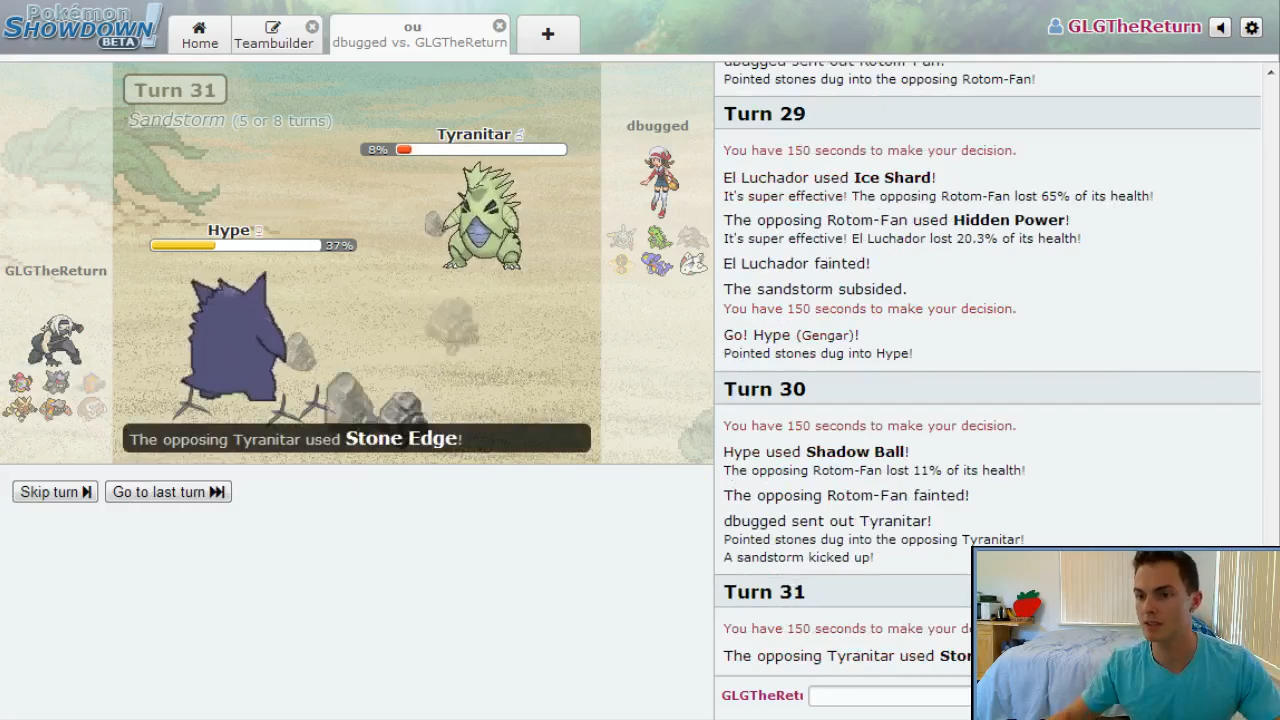 Pokémon
SHOWDOWN!
BETA
Home
Teambuilder
ou
dbugged vs. GLGTheReturn
+
GLGTheReturn
Turn 31
Sandstorm (5 or 8 turns)
Tyranitar
8%
Hype
37%
The opposing Tyranitar used Stone Edge!
GLGTheReturn
dbugged
Skip turn
Go to last turn
dbugged sent out Rotom-Fan!
Pointed stones dug into the opposing Rotom-Fan!
Turn 29
You have 150 seconds to make your decision.
El Luchador used Ice Shard!
It's super effective! The opposing Rotom-Fan lost 65% of its health!
The opposing Rotom-Fan used Hidden Power!
It's super effective! El Luchador lost 20.3% of its health!
El Luchador fainted!
The sandstorm subsided.
You have 150 seconds to make your decision.
Go! Hype (Gengar)!
Pointed stones dug into Hype!
Turn 30
You have 150 seconds to make your decision.
Hype used Shadow Ball!
The opposing Rotom-Fan lost 11% of its health!
The opposing Rotom-Fan fainted!
dbugged sent out Tyranitar!
Pointed stones dug into the opposing Tyranitar!
A sandstorm kicked up!
Turn 31
You have 150 seconds to make your de
The opposing Tyranitar used Sto
GLGTheRetu